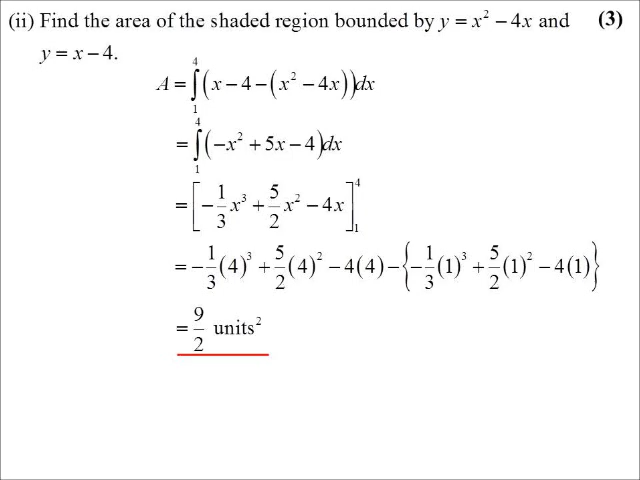 (ii) Find the area of the shaded region bounded by y = x² − 4x and (3)
y = x − 4.
A = ∫₁⁴ (x − 4 − (x² − 4x))dx
= ∫₁⁴ (−x² + 5x − 4)dx
= [−1/3 x³ + 5/2 x² − 4x]₁⁴
= −1/3 (4)³ + 5/2 (4)² − 4(4) − {−1/3 (1)³ + 5/2 (1)² − 4(1)}
= 9/2 units²